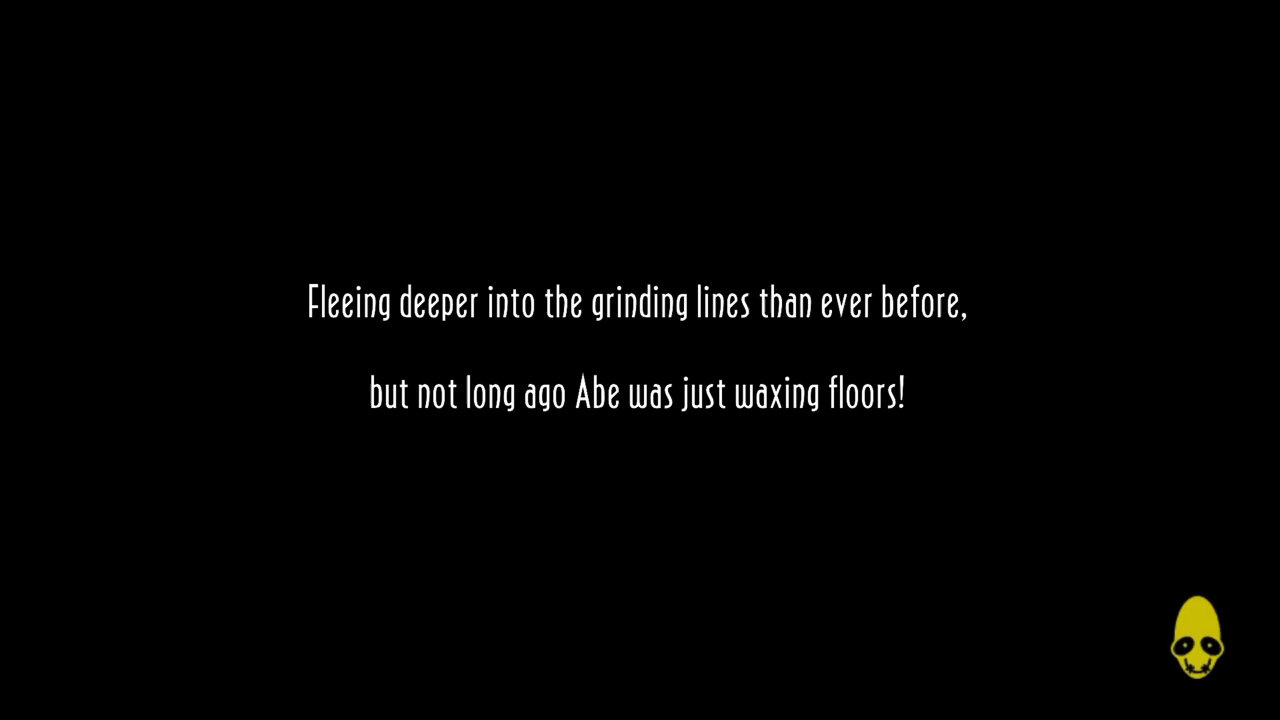 Fleeing deeper into the grinding lines than ever before,
but not long ago Abe was just waxing floors!